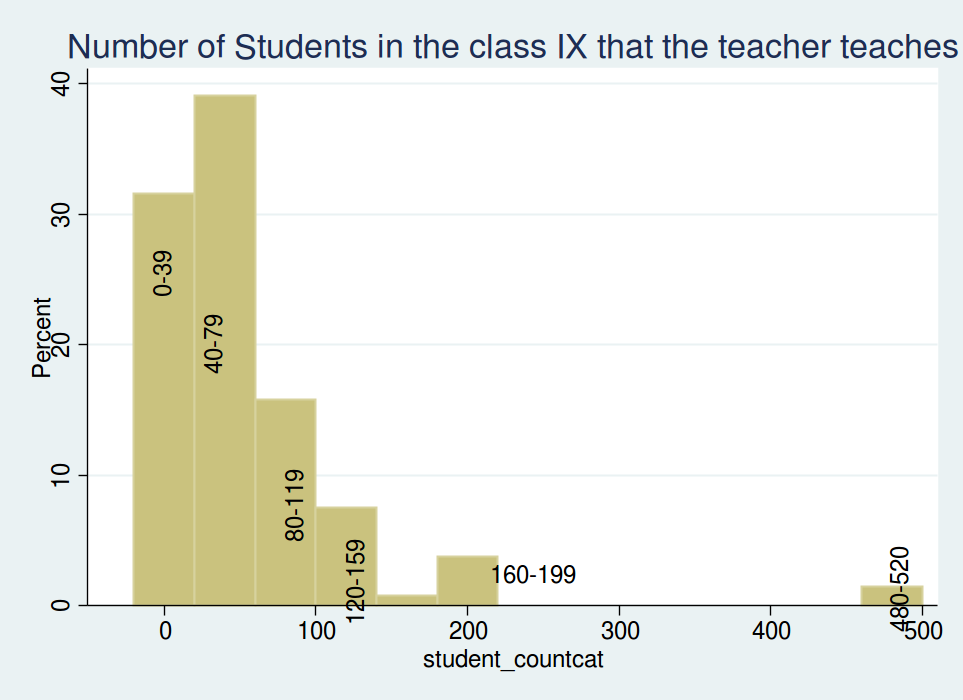 Number of Students in the class IX that the teacher teaches
40
30
20
10
0
Percent
0-39
40-79
80-119
120-159
160-199
480-520
0 100 200 300 400 500
student_countcat